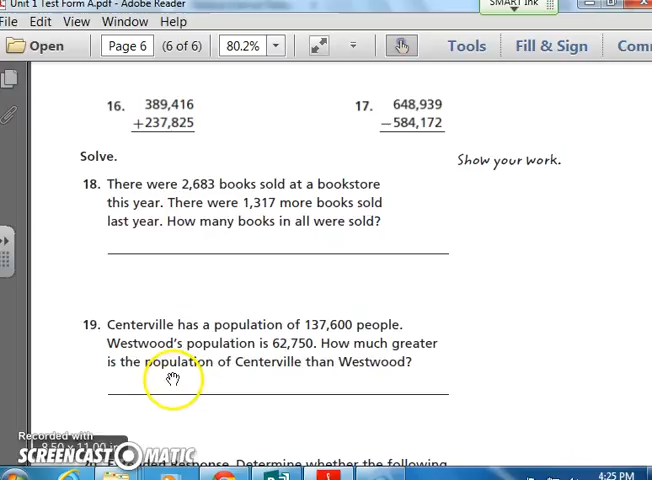 Unit 1 Test Form A.pdf - Adobe Reader
SMART Ink
File Edit View Window Help
Open Page 6 (6 of 6) 80.2% Tools Fill & Sign
16. 389,416 17. 648,939
+237,825 −584,172
Solve.
Show your work.
18. There were 2,683 books sold at a bookstore
this year. There were 1,317 more books sold
last year. How many books in all were sold?
19. Centerville has a population of 137,600 people.
Westwood's population is 62,750. How much greater
is the population of Centerville than Westwood?
Recorded with
8.50 x 11.00 in
SCREENCAST MATIC
Response. Determine whether the following
4:25 PM